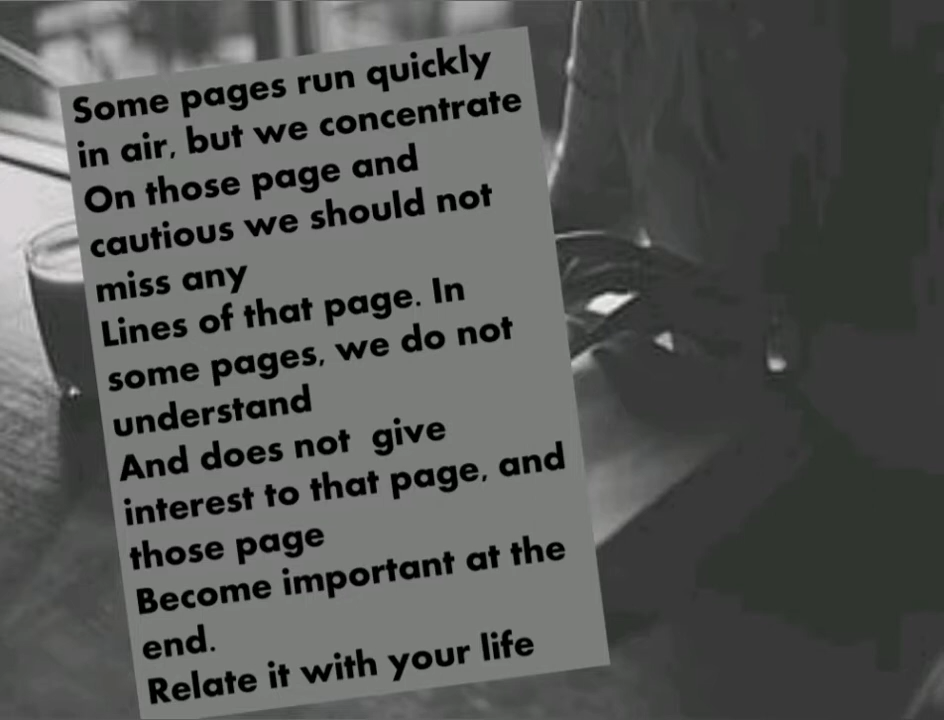 Some pages run quickly
in air, but we concentrate
On those page and
cautious we should not
miss any
Lines of that page. In
some pages, we do not
understand
And does not  give
interest to that page, and
those page
Become important at the
end.
Relate it with your life